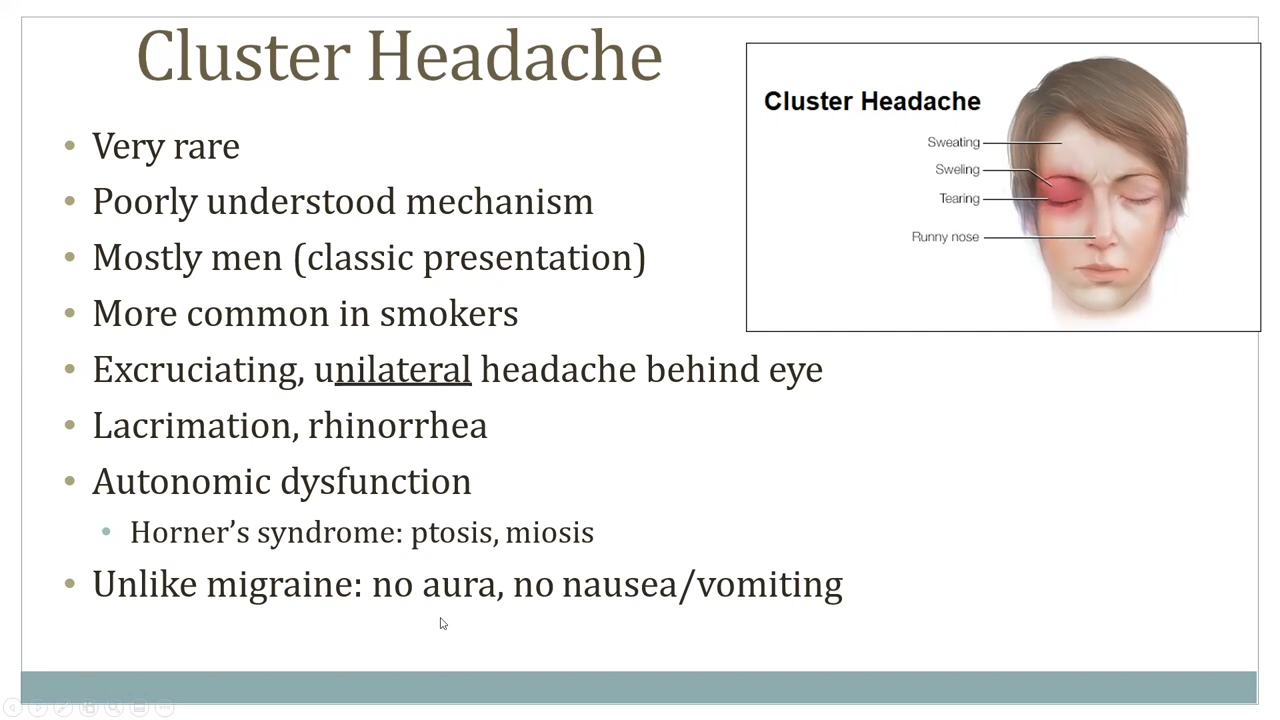 Cluster Headache
• Very rare
• Poorly understood mechanism
• Mostly men (classic presentation)
• More common in smokers
• Excruciating, unilateral headache behind eye
• Lacrimation, rhinorrhea
• Autonomic dysfunction
• Horner’s syndrome: ptosis, miosis
• Unlike migraine: no aura, no nausea/vomiting
Cluster Headache
Sweating
Sweling
Tearing
Runny nose